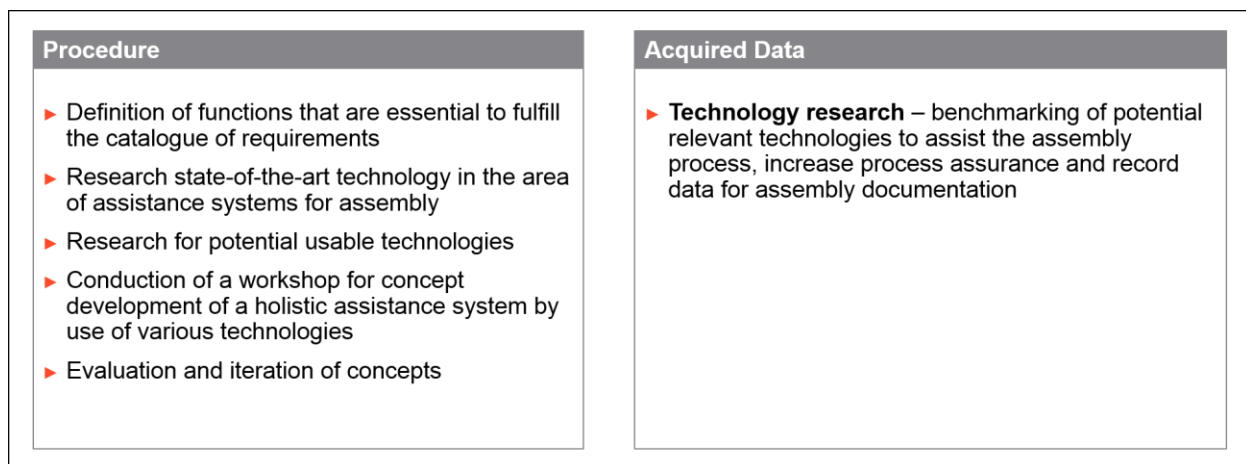 Procedure
► Definition of functions that are essential to fulfill
the catalogue of requirements
► Research state-of-the-art technology in the area
of assistance systems for assembly
► Research for potential usable technologies
► Conduction of a workshop for concept
development of a holistic assistance system by
use of various technologies
► Evaluation and iteration of concepts
Acquired Data
► Technology research – benchmarking of potential
relevant technologies to assist the assembly
process, increase process assurance and record
data for assembly documentation